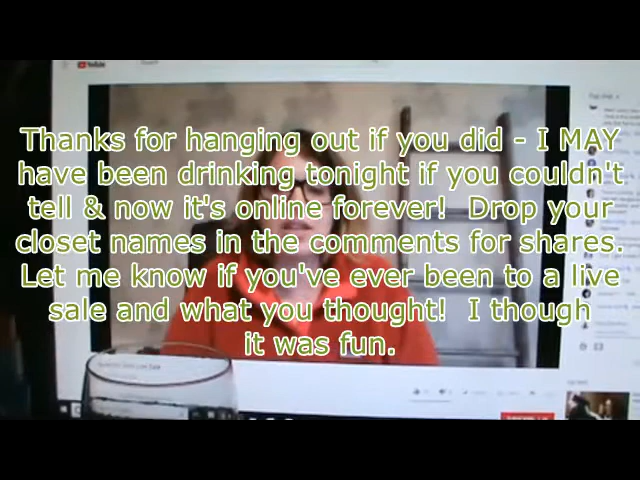 YouTube
Thanks for hanging out if you did - I MAY
have been drinking tonight if you couldn't
tell & now it's online forever!  Drop your
closet names in the comments for shares.
Let me know if you've ever been to a live
sale and what you thought!  I though
it was fun.